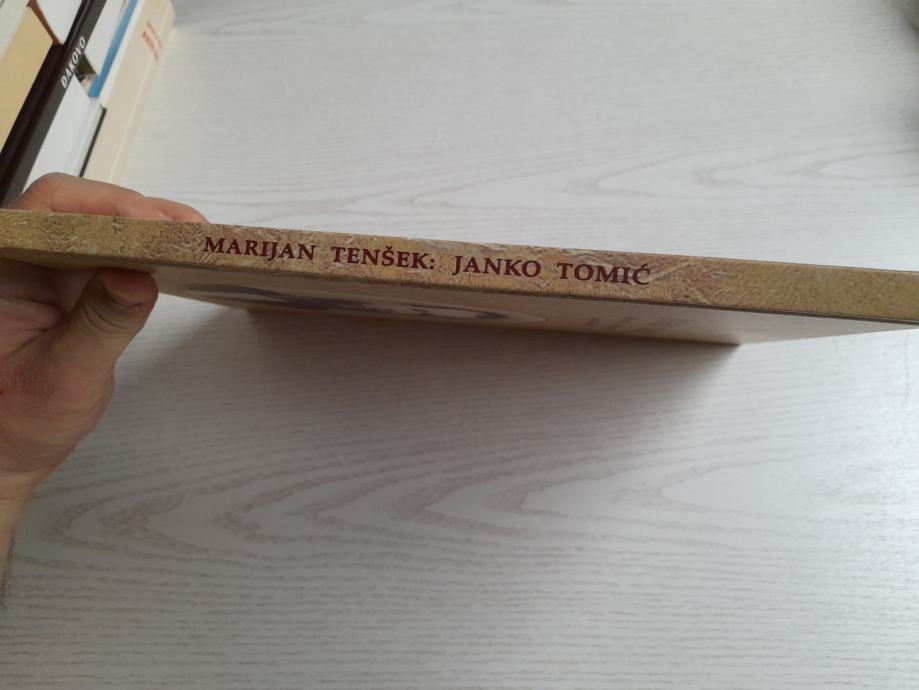 ĐAKOVO
MARIJAN TENŠEK: JANKO TOMIĆ